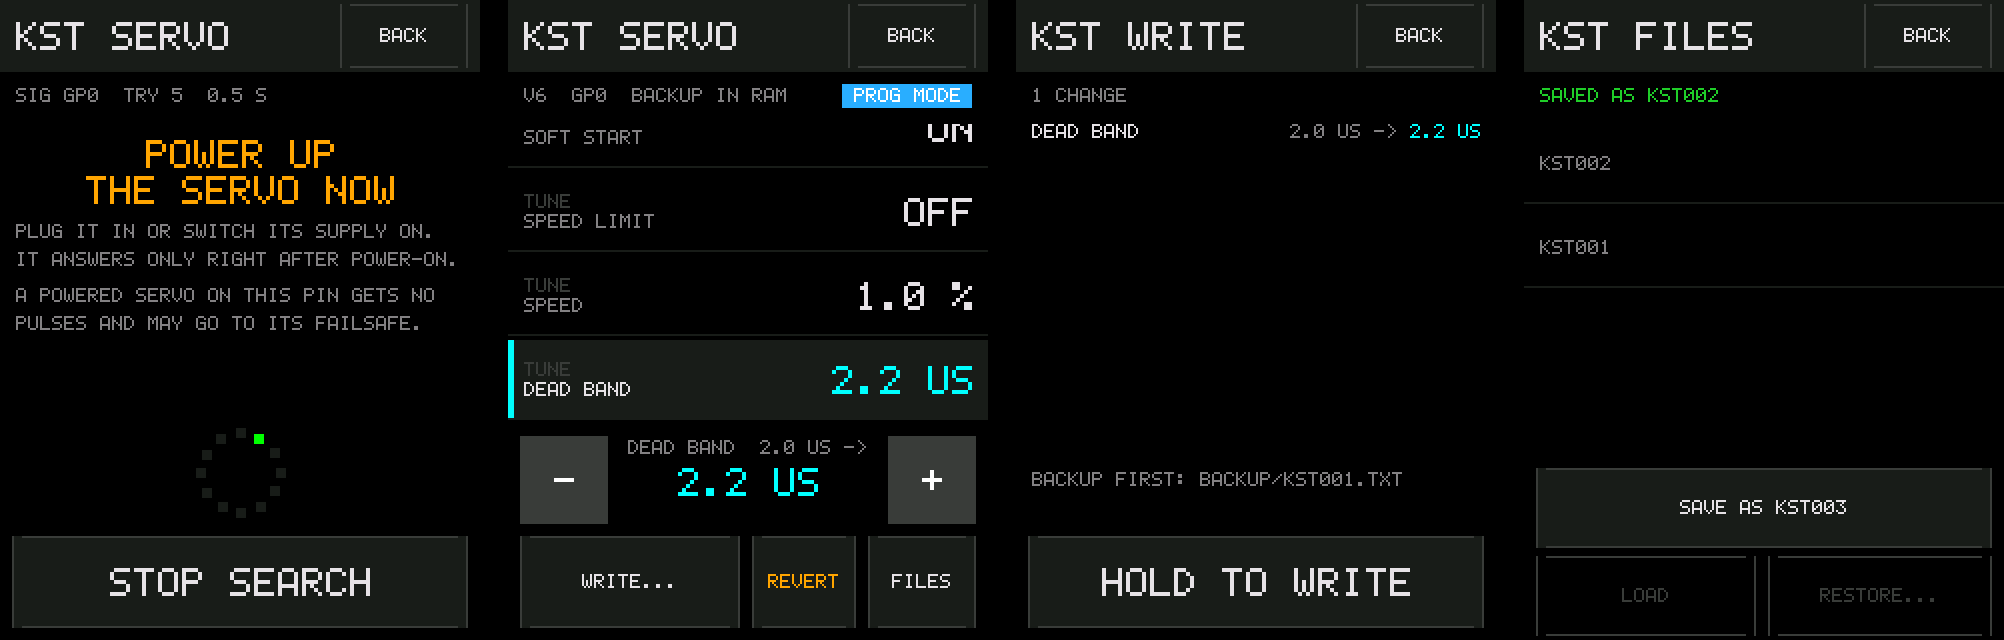 KST SERVO
BACK
SIG GP0 TRY 5 0.5 S
POWER UP
THE SERVO NOW
PLUG IT IN OR SWITCH ITS SUPPLY ON.
IT ANSWERS ONLY RIGHT AFTER POWER-ON.
A POWERED SERVO ON THIS PIN GETS NO
PULSES AND MAY GO TO ITS FAILSAFE.
STOP SEARCH
KST SERVO
BACK
V6 GP0 BACKUP IN RAM PROG MODE
SOFT START ON
TUNE
SPEED LIMIT OFF
TUNE
SPEED 1.0 %
TUNE
DEAD BAND 2.2 US
DEAD BAND 2.0 US ->
- 2.2 US +
WRITE... REVERT FILES
KST WRITE
BACK
1 CHANGE
DEAD BAND 2.0 US -> 2.2 US
BACKUP FIRST: BACKUP/KST001.TXT
HOLD TO WRITE
KST FILES
BACK
SAVED AS KST002
KST002
KST001
SAVE AS KST003
LOAD RESTORE...